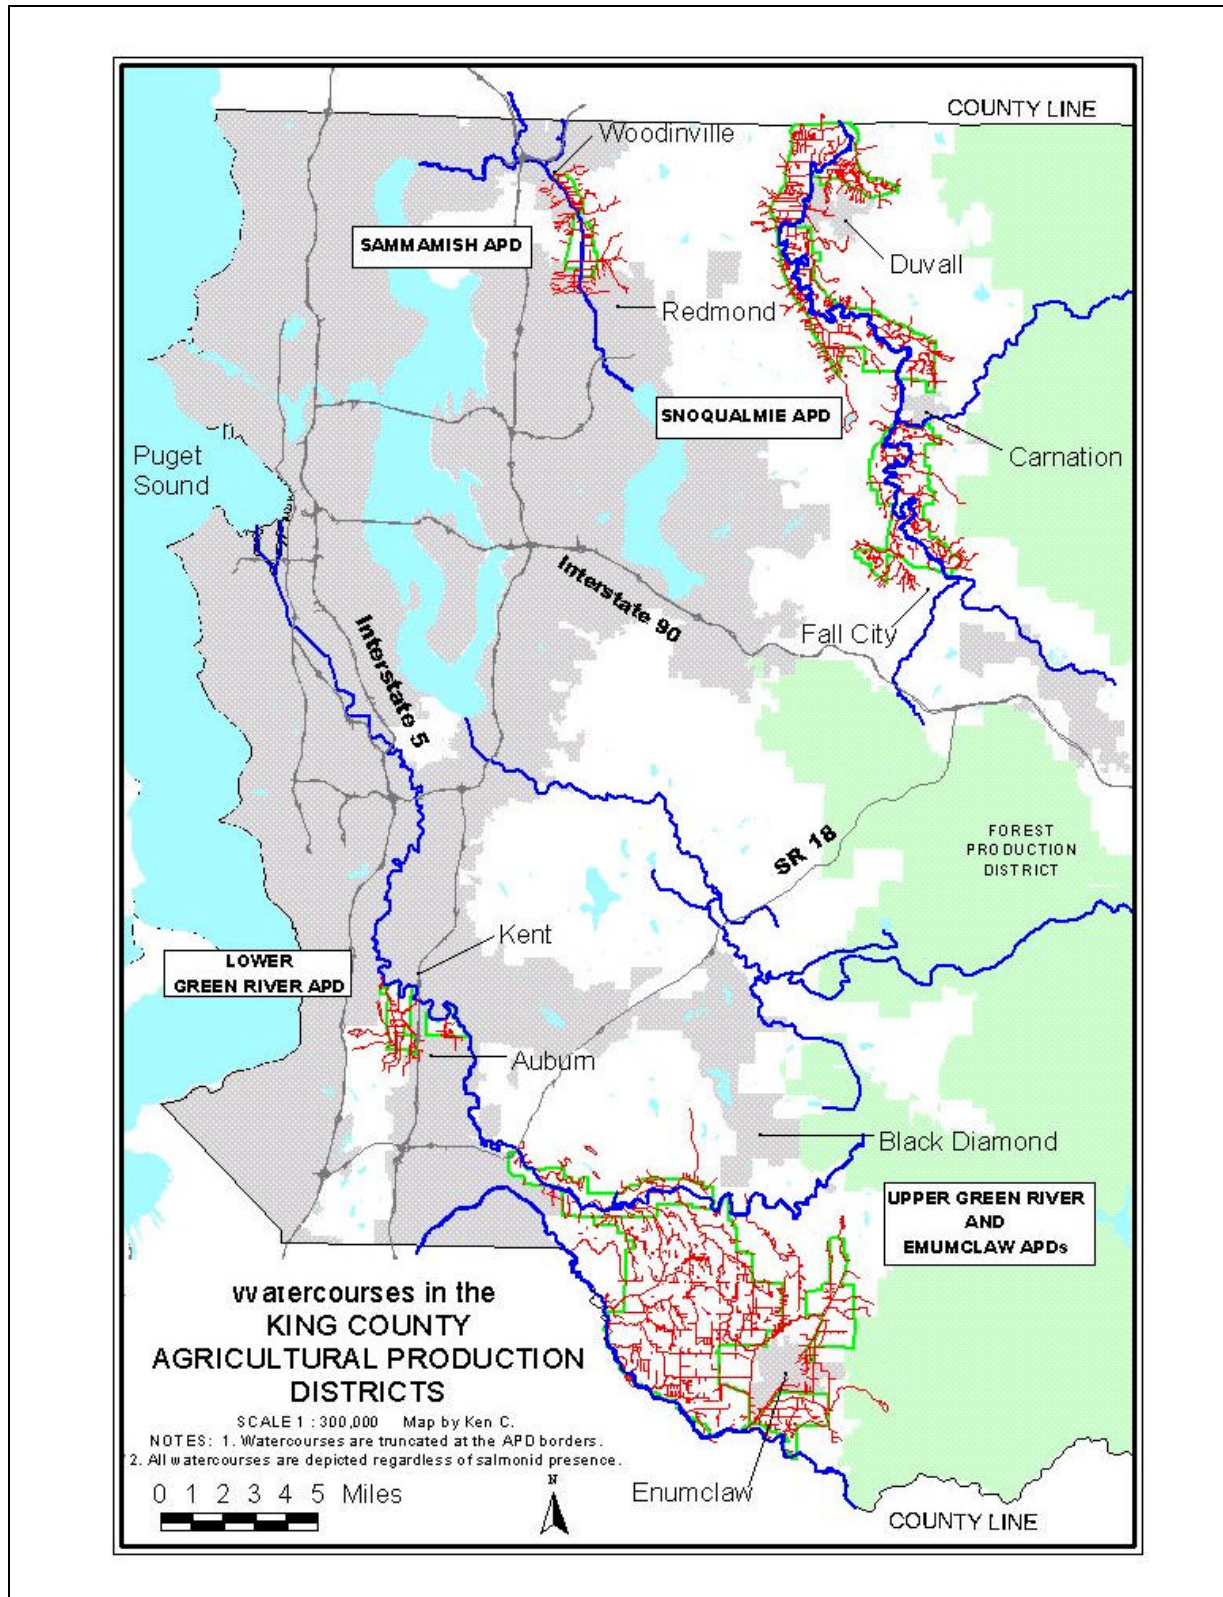 COUNTY LINE
Woodinville
SAMMAMISH APD
Duvall
Redmond
SNOQUALMIE APD
Carnation
Puget
Sound
Interstate 90
Fall City
Interstate 5
SR 18
FOREST
PRODUCTION
DISTRICT
Kent
LOWER
GREEN RIVER APD
Auburn
Black Diamond
UPPER GREEN RIVER
AND
EMUMCLAW APDs
Watercourses in the
KING COUNTY
AGRICULTURAL PRODUCTION
DISTRICTS
SCALE 1 : 300,000 Map by Ken C.
NOTES: 1. Watercourses are truncated at the APD borders.
2. All watercourses are depicted regardless of salmonid presence.
0 1 2 3 4 5 Miles
N
Enumclaw
COUNTY LINE